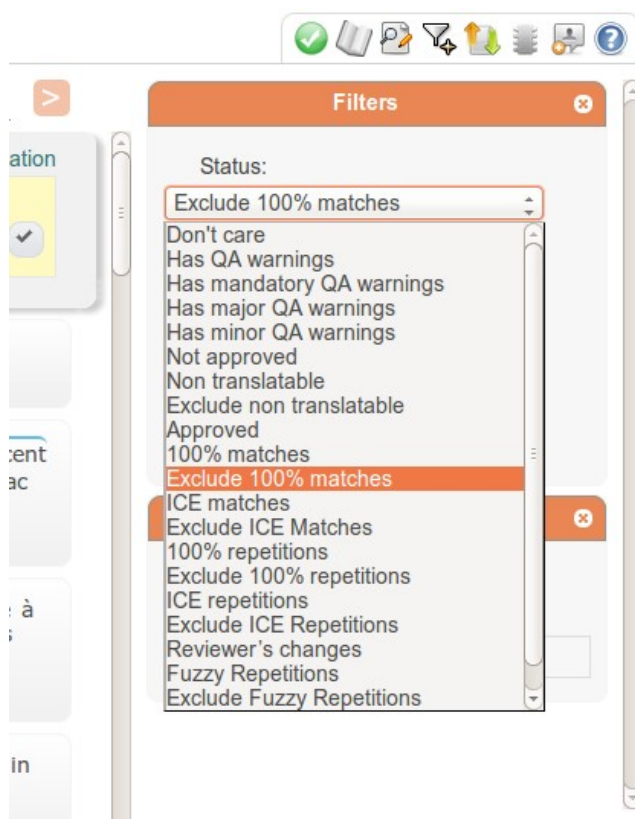 >
Filters
ation
Status:
Exclude 100% matches
Don't care
Has QA warnings
Has mandatory QA warnings
Has major QA warnings
Has minor QA warnings
Not approved
Non translatable
Exclude non translatable
Approved
100% matches
Exclude 100% matches
ICE matches
Exclude ICE Matches
100% repetitions
Exclude 100% repetitions
ICE repetitions
Exclude ICE Repetitions
Reviewer’s changes
Fuzzy Repetitions
Exclude Fuzzy Repetitions
cent
ac
à
in